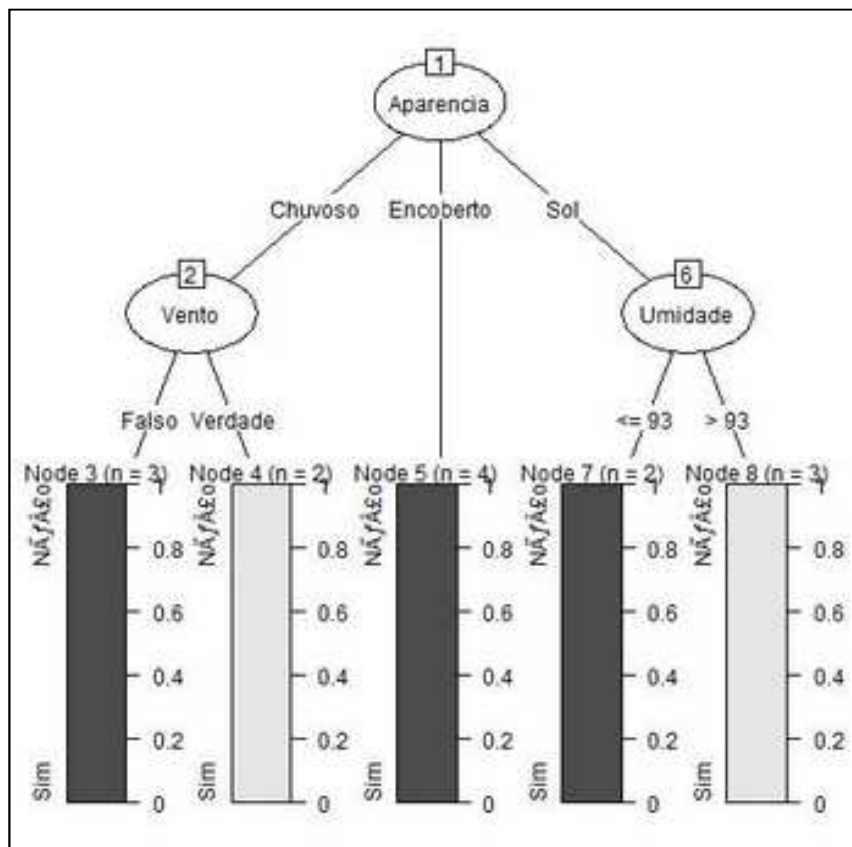 1
Aparencia
Chuvoso Encoberto Sol
2 6
Vento Umidade
Falso Verdade <= 93 > 93
Node 3 (n = 3) Node 4 (n = 2) Node 5 (n = 4) Node 7 (n = 2) Node 8 (n = 3)
NÃƒÂ£o 1 NÃƒÂ£o 1 NÃƒÂ£o 1 NÃƒÂ£o 1 NÃƒÂ£o 1
0.8 0.8 0.8 0.8 0.8
0.6 0.6 0.6 0.6 0.6
0.4 0.4 0.4 0.4 0.4
0.2 0.2 0.2 0.2 0.2
Sim 0 Sim 0 Sim 0 Sim 0 Sim 0